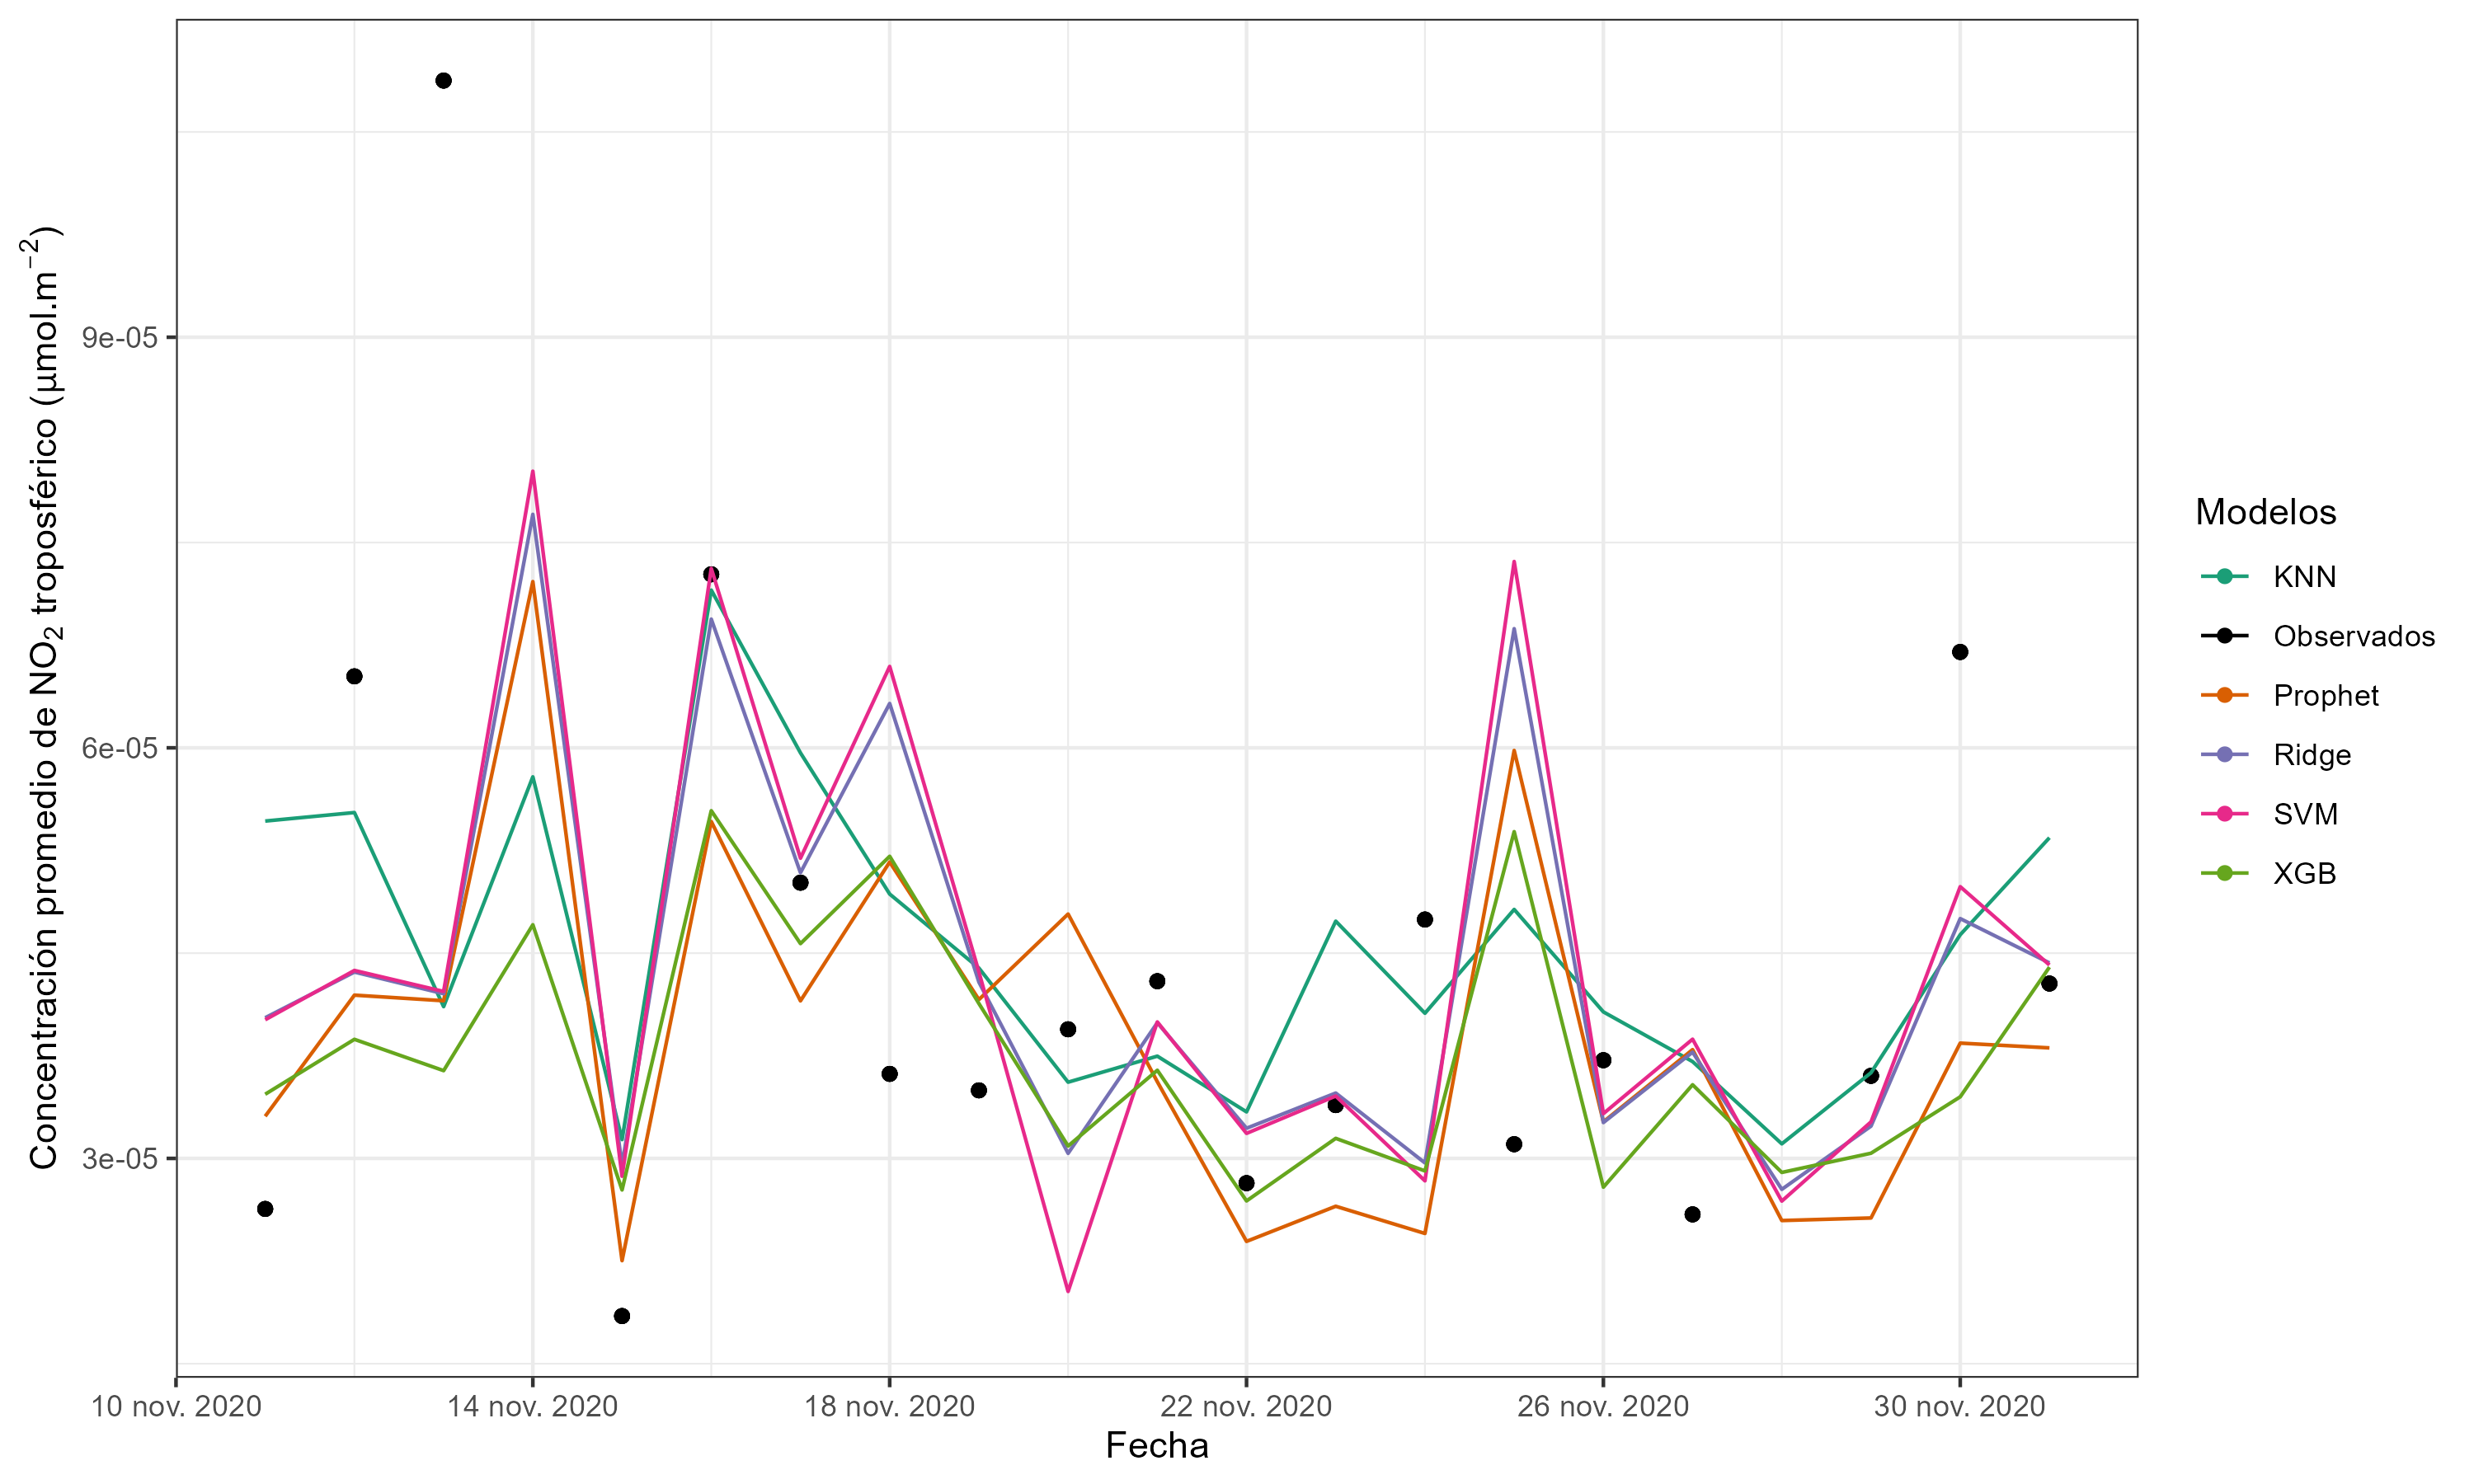 Concentración promedio de NO₂ troposférico (µmol.m⁻²)
9e-05
6e-05
3e-05
10 nov. 2020
14 nov. 2020
18 nov. 2020
22 nov. 2020
26 nov. 2020
30 nov. 2020
Fecha
Modelos
KNN
Observados
Prophet
Ridge
SVM
XGB